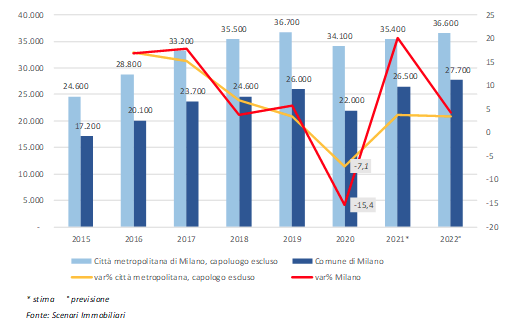 40.000 25
36.700 36.600
35.500 35.400
35.000 34.100 20
33.200
30.000 28.800 15
27.700
26.500
26.000
25.000 24.600 24.600 10
23.700
22.000
20.100
20.000 5
17.200
0
15.000
-5
-7,1
10.000 -10
-15,4
5.000 -15
- -20
2015 2016 2017 2018 2019 2020 2021* 2022°
Città metropolitana di Milano, capoluogo escluso Comune di Milano
var% città metropolitana, capologo escluso var% Milano
* stima ° previsione
Fonte: Scenari Immobiliari